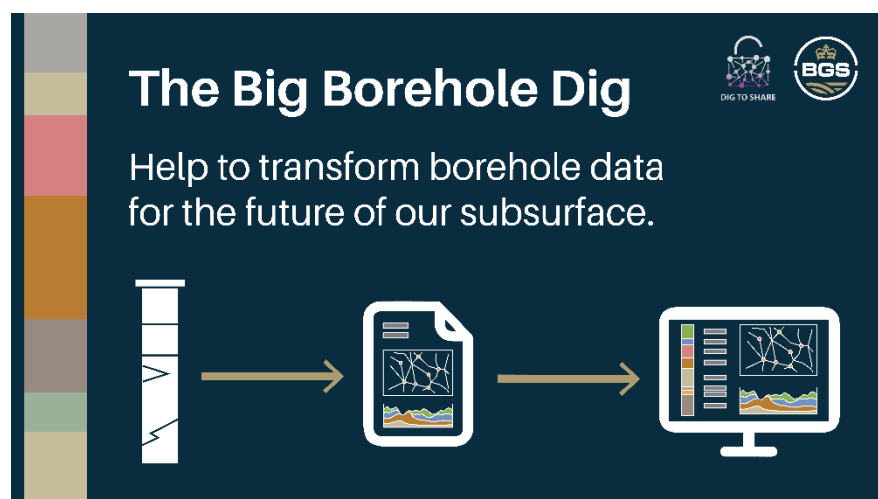 The Big Borehole Dig
DIG TO SHARE
BGS
Help to transform borehole data
for the future of our subsurface.